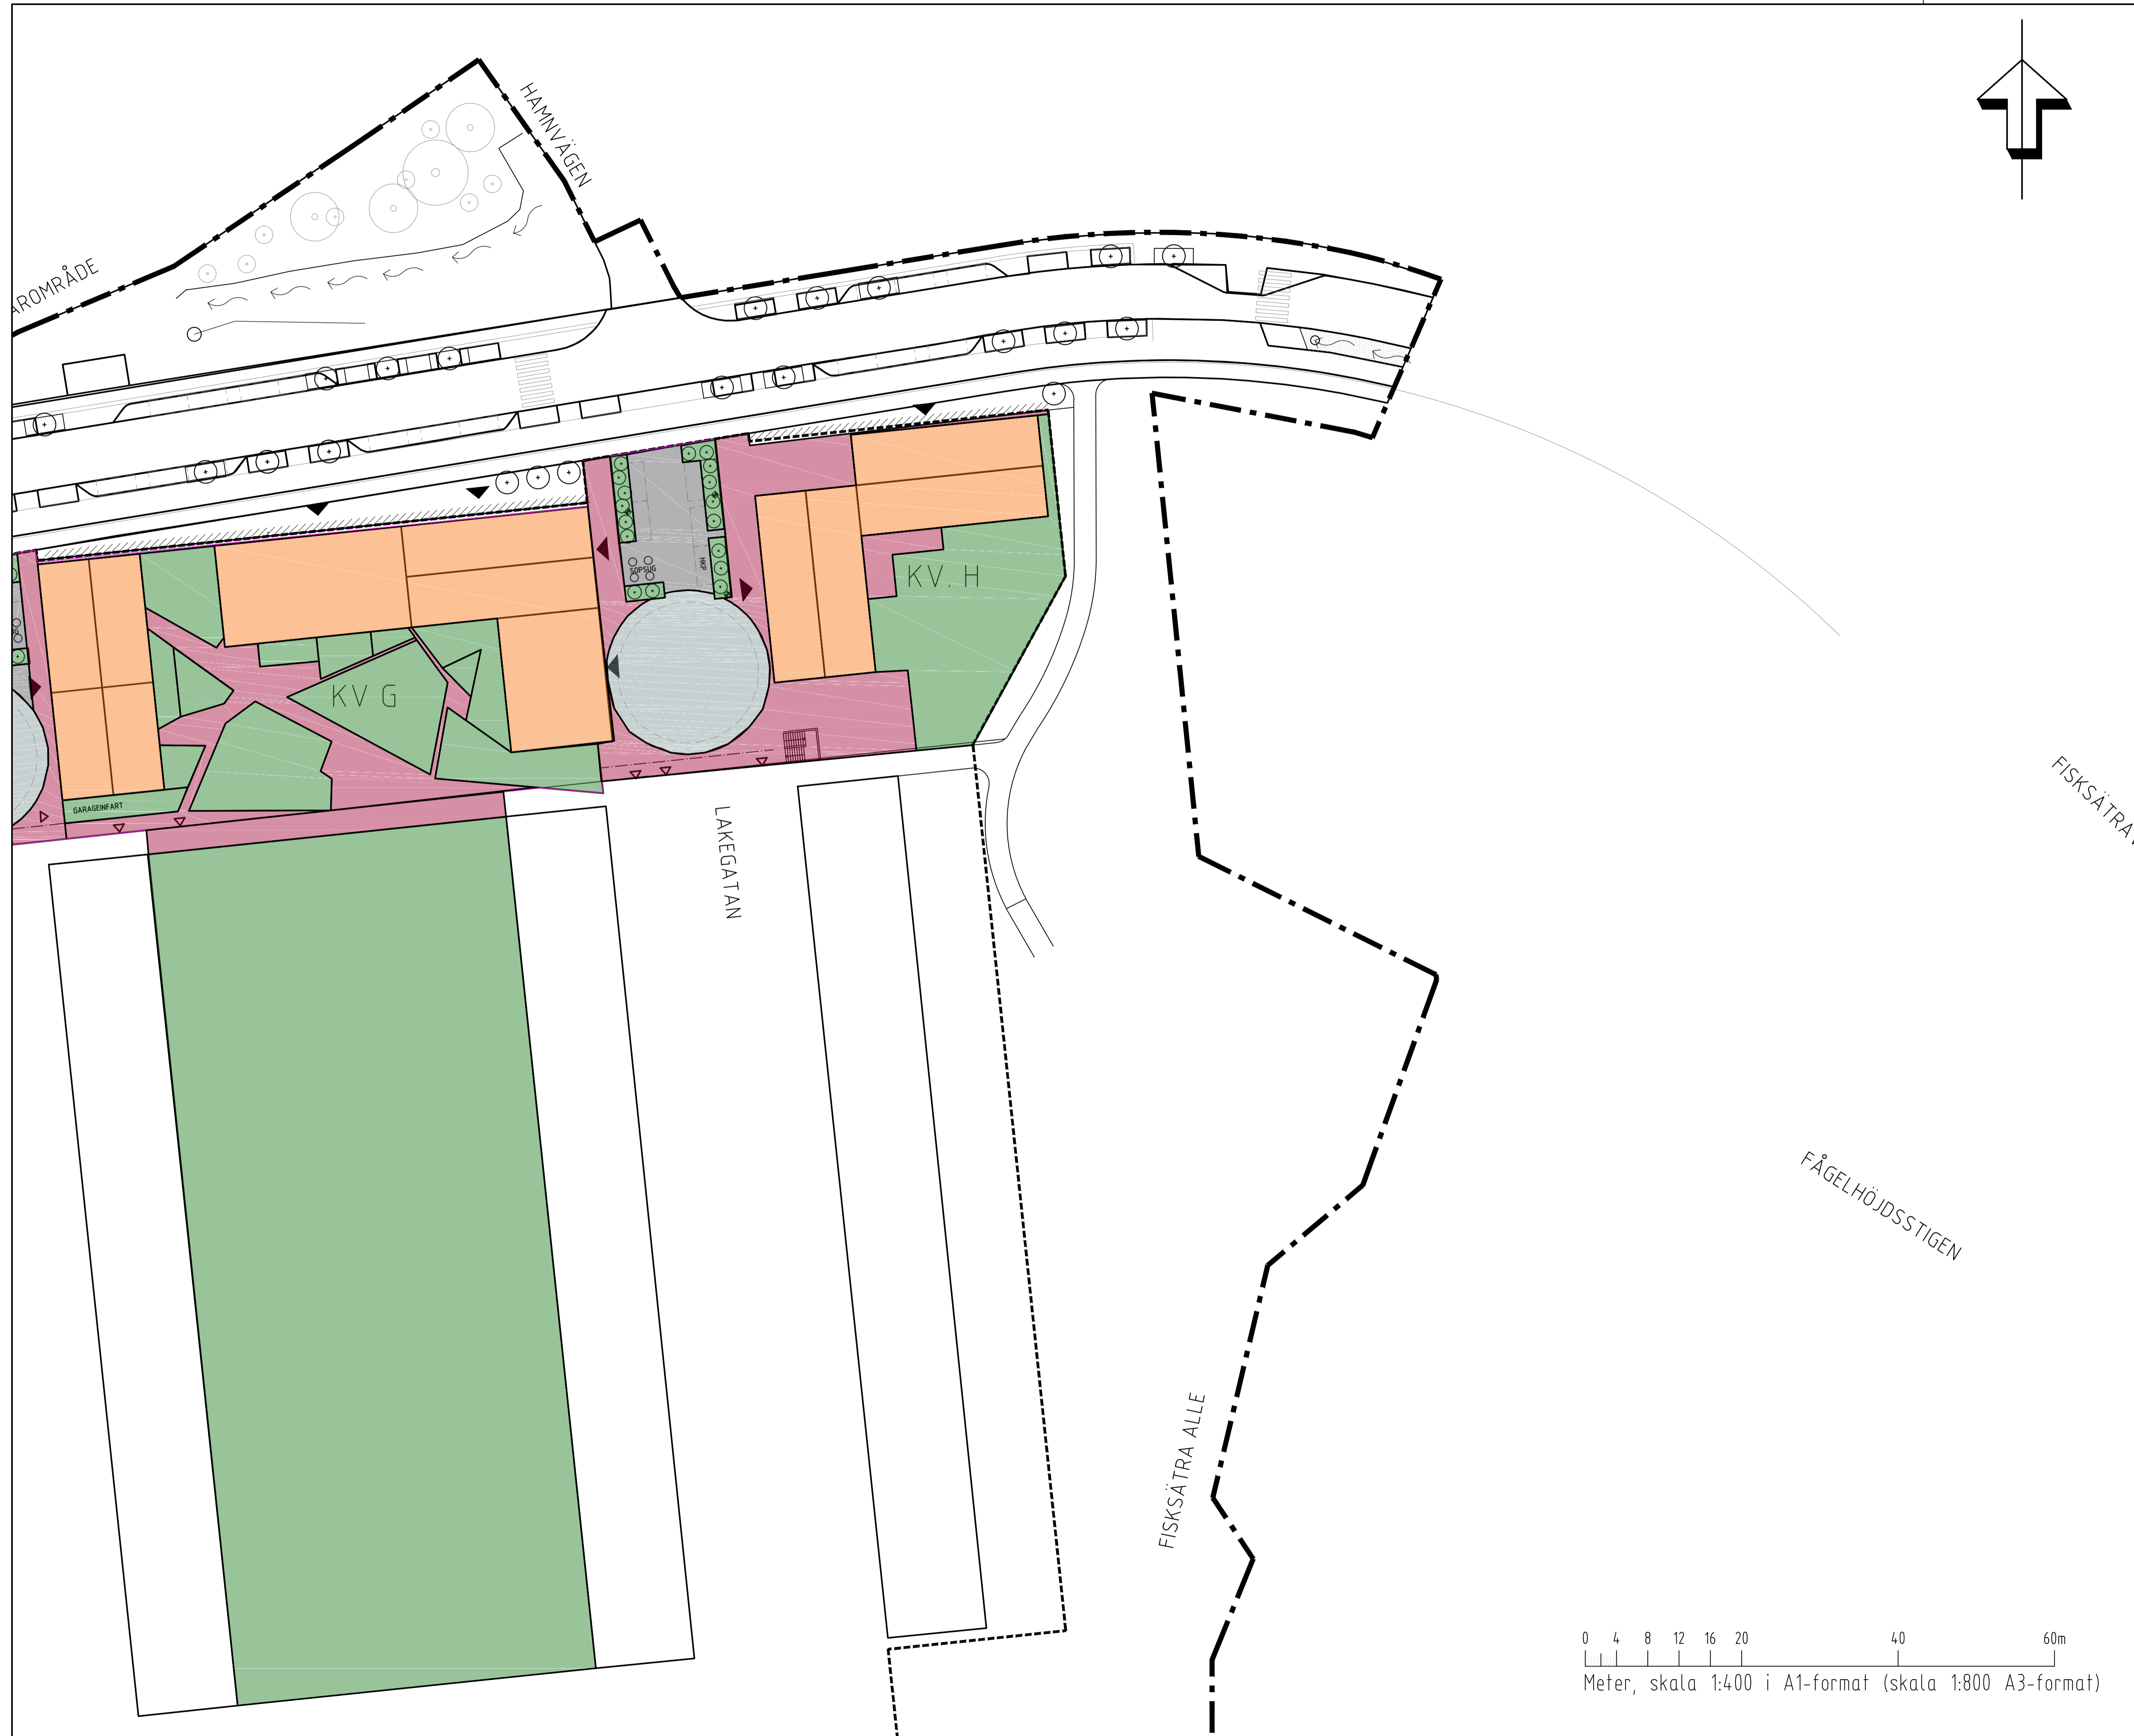 HAMNVÄGEN
AROMRÅDE
SOPSUG
HKP
KV. H
KV G
GARAGEINFART
LAKEGATAN
FISKSÄTRA
FÅGELHÖJDSSTIGEN
FISKSÄTRA ALLE
0 4 8 12 16 20 40 60m
Meter, skala 1:400 i A1-format (skala 1:800 A3-format)